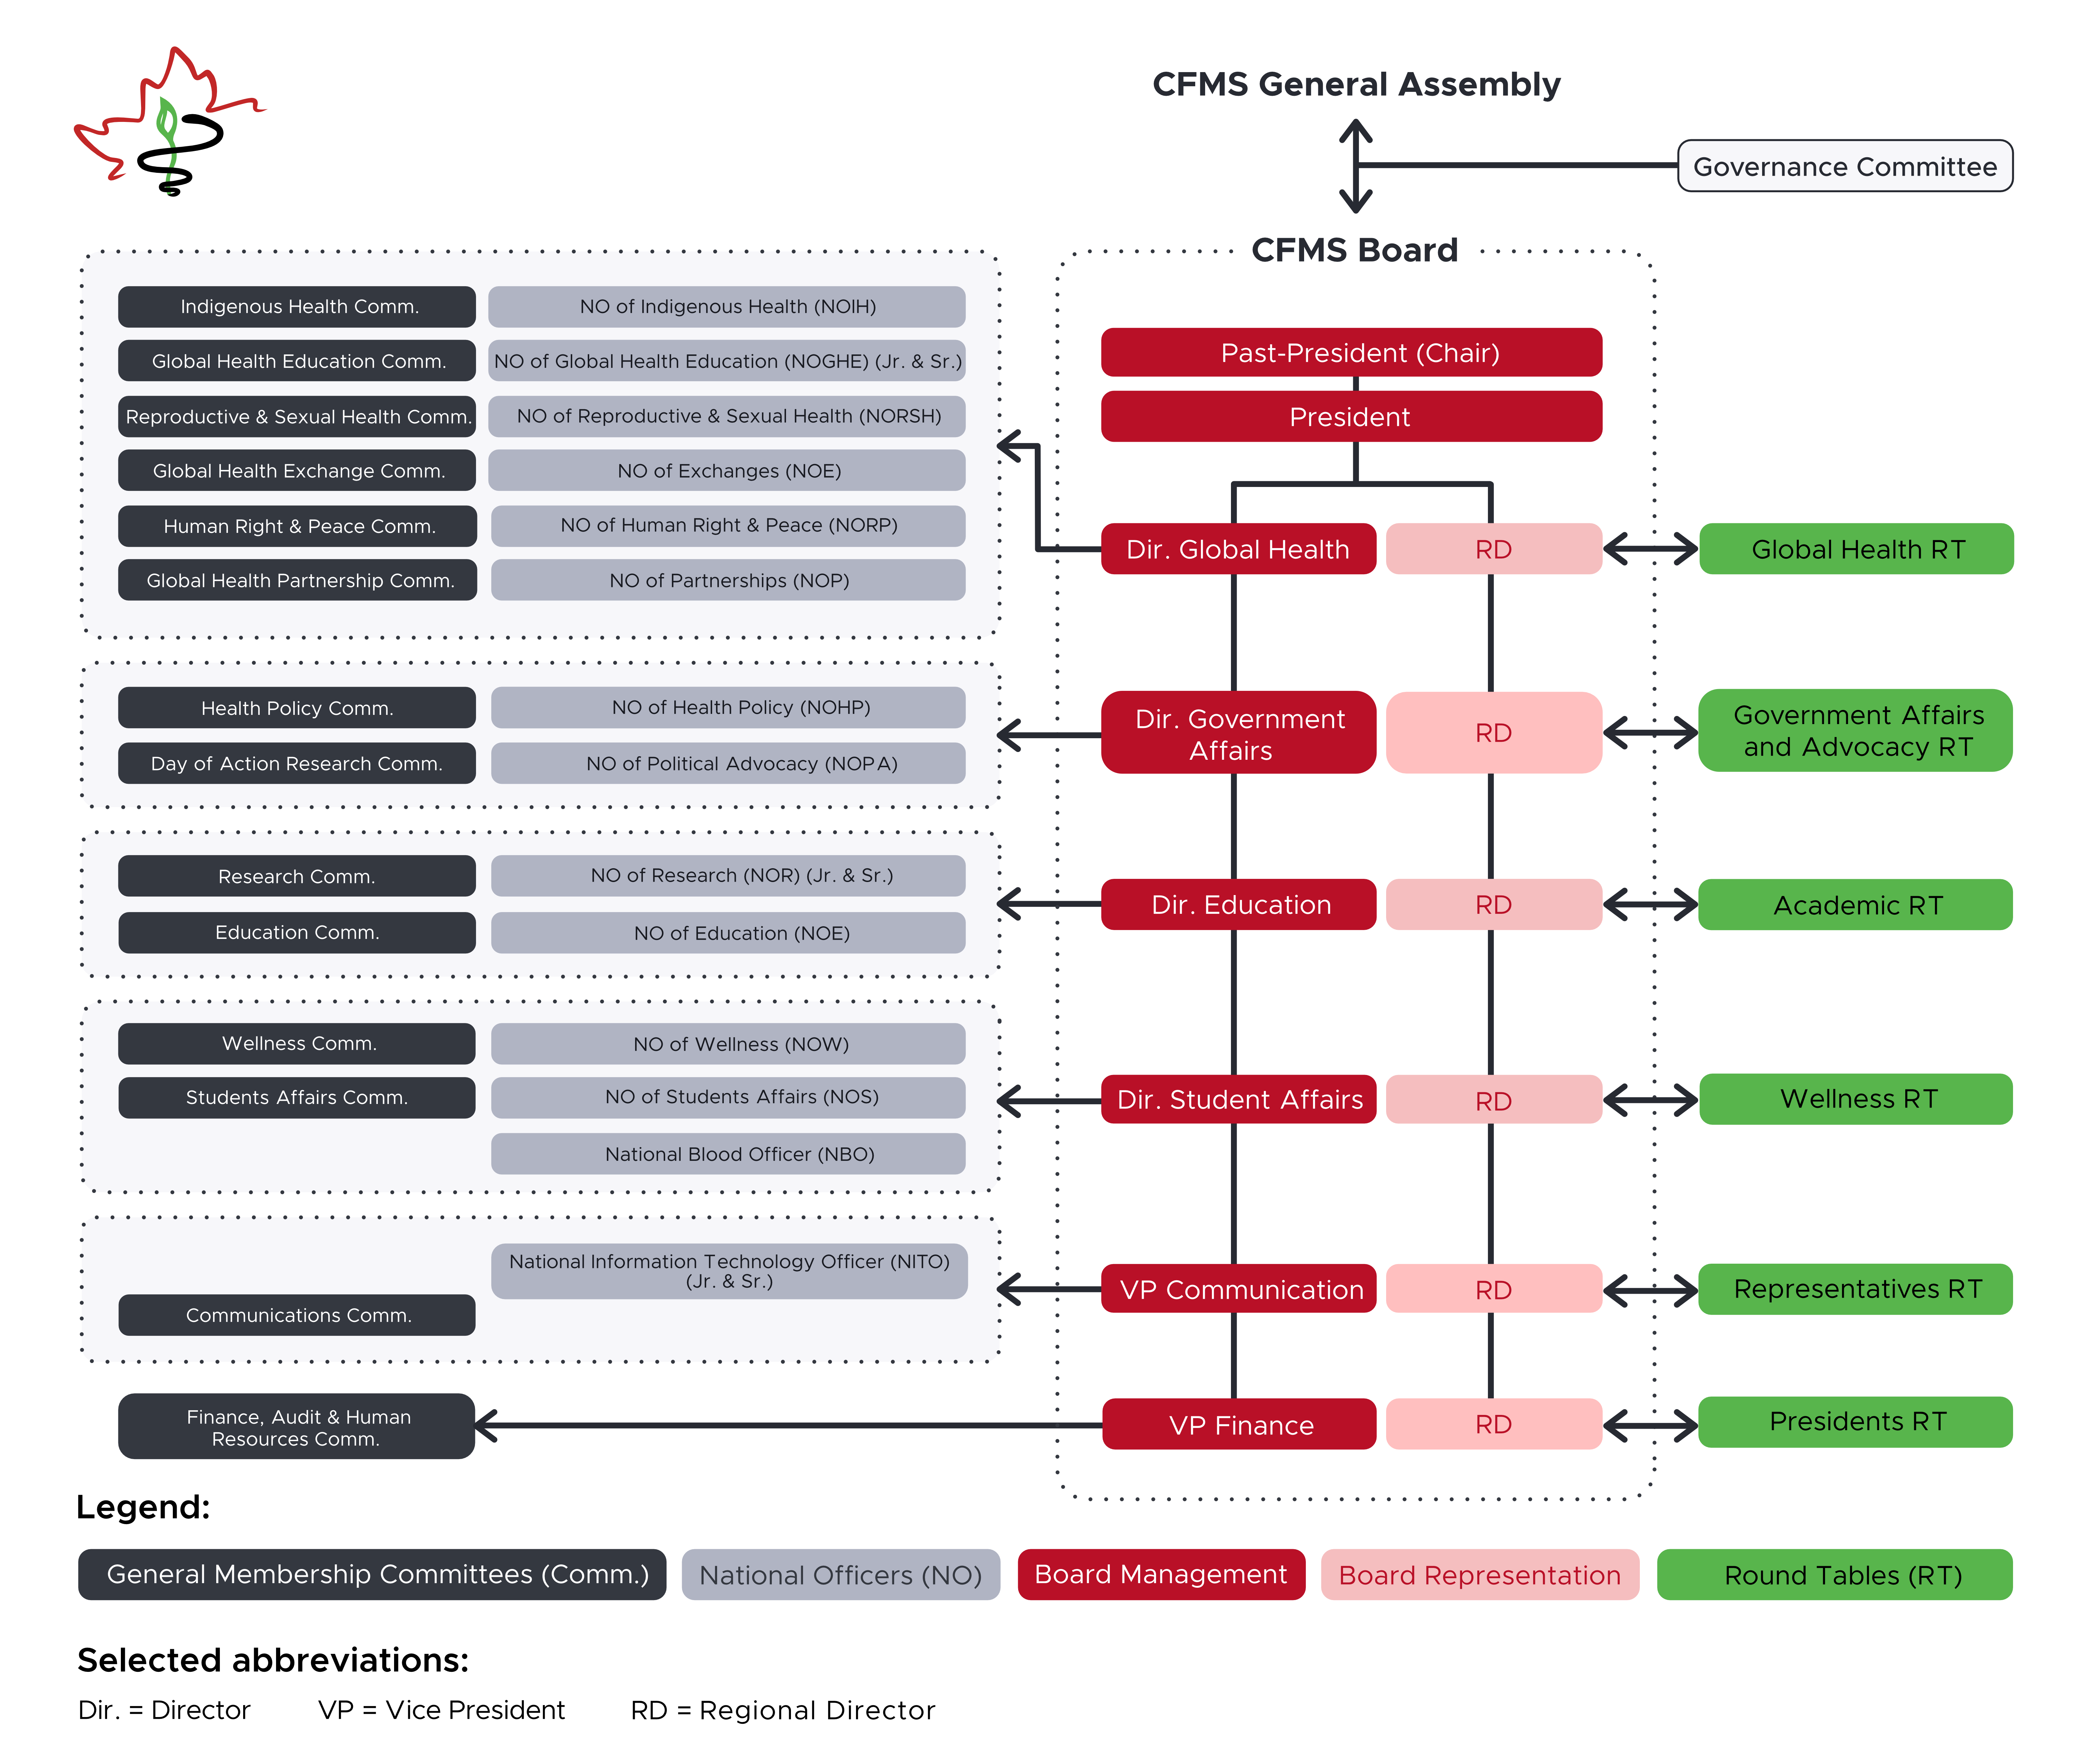 CFMS General Assembly
Governance Committee
CFMS Board
Indigenous Health Comm.
NO of Indigenous Health (NOIH)
Global Health Education Comm.
NO of Global Health Education (NOGHE) (Jr. & Sr.)
Reproductive & Sexual Health Comm.
NO of Reproductive & Sexual Health (NORSH)
Global Health Exchange Comm.
NO of Exchanges (NOE)
Human Right & Peace Comm.
NO of Human Right & Peace (NORP)
Global Health Partnership Comm.
NO of Partnerships (NOP)
Past-President (Chair)
President
Dir. Global Health
RD
Global Health RT
Health Policy Comm.
NO of Health Policy (NOHP)
Day of Action Research Comm.
NO of Political Advocacy (NOPA)
Dir. Government
Affairs
RD
Government Affairs
and Advocacy RT
Research Comm.
NO of Research (NOR) (Jr. & Sr.)
Education Comm.
NO of Education (NOE)
Dir. Education
RD
Academic RT
Wellness Comm.
NO of Wellness (NOW)
Students Affairs Comm.
NO of Students Affairs (NOS)
National Blood Officer (NBO)
Dir. Student Affairs
RD
Wellness RT
National Information Technology Officer (NITO)
(Jr. & Sr.)
Communications Comm.
VP Communication
RD
Representatives RT
Finance, Audit & Human
Resources Comm.
VP Finance
RD
Presidents RT
Legend:
General Membership Committees (Comm.)
National Officers (NO)
Board Management
Board Representation
Round Tables (RT)
Selected abbreviations:
Dir. = Director
VP = Vice President
RD = Regional Director